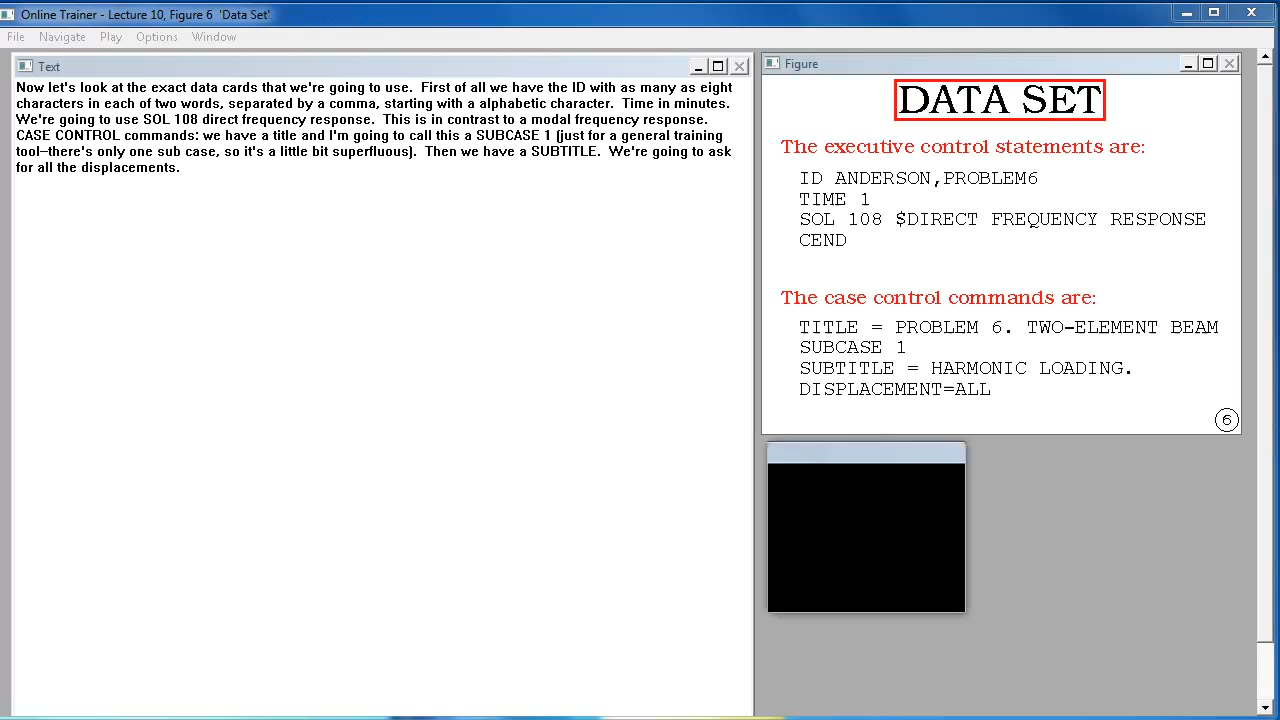 Online Trainer - Lecture 10, Figure 6  'Data Set'
File Navigate Play Options Window
Text
Now let's look at the exact data cards that we're going to use.  First of all we have the ID with as many as eight
characters in each of two words, separated by a comma, starting with a alphabetic character.  Time in minutes.
We're going to use SOL 108 direct frequency response.  This is in contrast to a modal frequency response.
CASE CONTROL commands: we have a title and I'm going to call this a SUBCASE 1 (just for a general training
tool--there's only one sub case, so it's a little bit superfluous).  Then we have a SUBTITLE.  We're going to ask
for all the displacements.
Figure
DATA SET
The executive control statements are:
ID ANDERSON,PROBLEM6
TIME 1
SOL 108 $DIRECT FREQUENCY RESPONSE
CEND
The case control commands are:
TITLE = PROBLEM 6. TWO-ELEMENT BEAM
SUBCASE 1
SUBTITLE = HARMONIC LOADING.
DISPLACEMENT=ALL
6